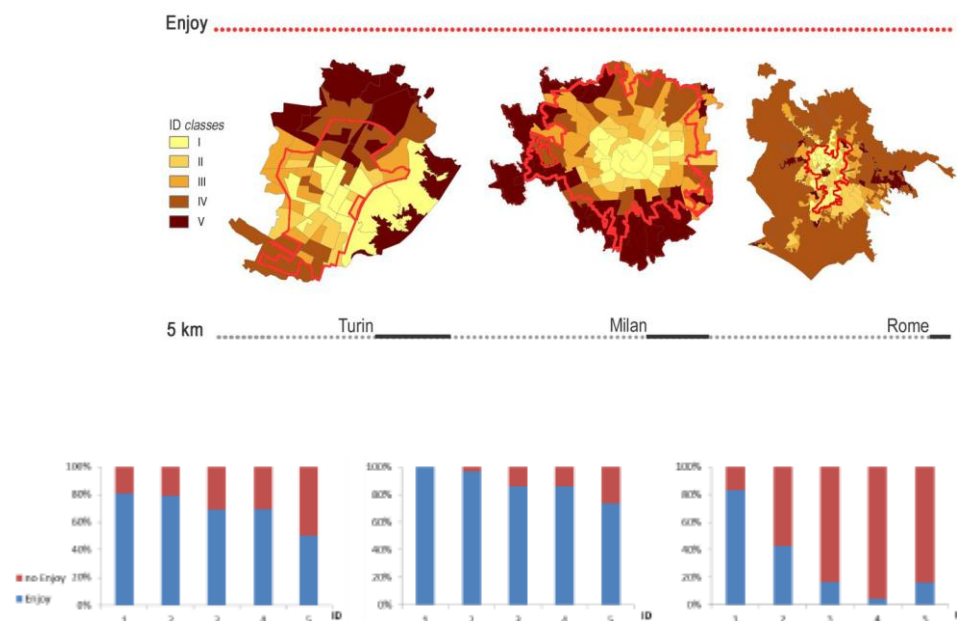 Enjoy
ID classes
I
II
III
IV
V
5 km
Turin
Milan
Rome
100%
80%
60%
40%
20%
0%
no Enjoy
Enjoy
1 2 3 4 5 ID
100%
80%
60%
40%
20%
0%
1 2 3 4 5 ID
100%
80%
60%
40%
20%
0%
1 2 3 4 5